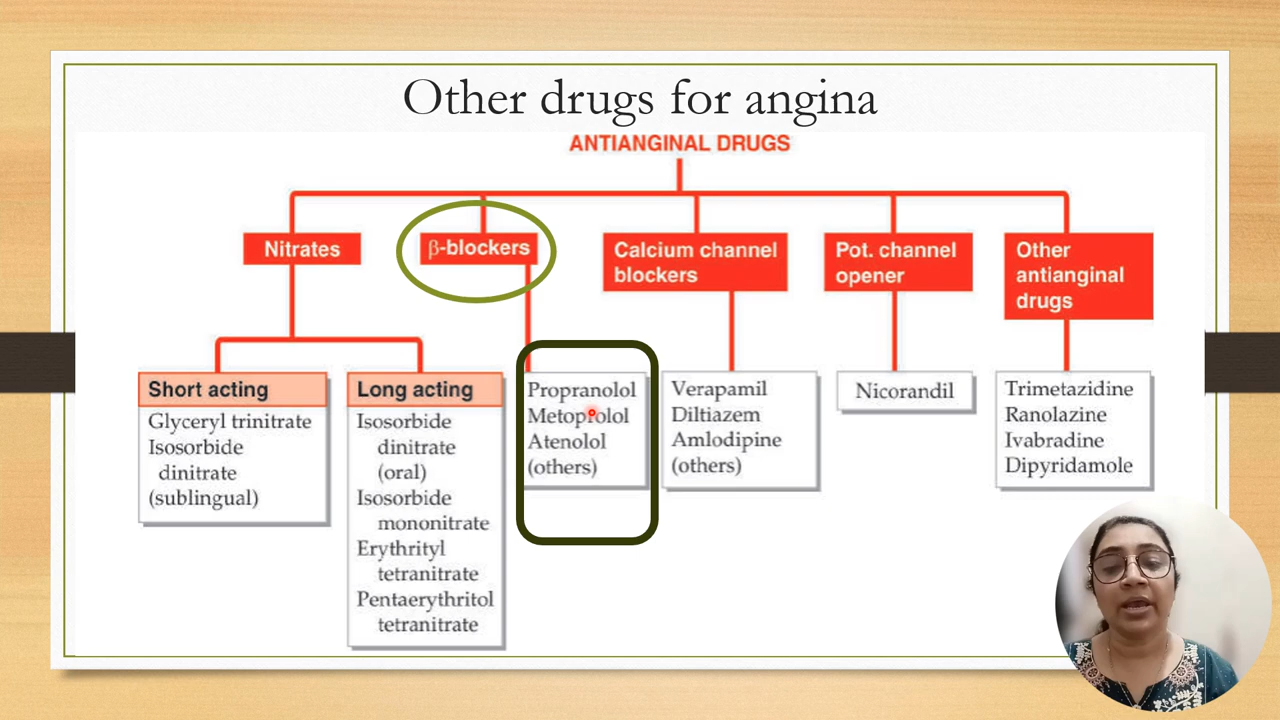 Other drugs for angina
ANTIANGINAL DRUGS
Nitrates
β-blockers
Calcium channel
blockers
Pot. channel
opener
Other
antianginal
drugs
Short acting
Glyceryl trinitrate
Isosorbide
dinitrate
(sublingual)
Long acting
Isosorbide
dinitrate
(oral)
Isosorbide
mononitrate
Erythrityl
tetranitrate
Pentaerythritol
tetranitrate
Propranolol
Metoprolol
Atenolol
(others)
Verapamil
Diltiazem
Amlodipine
(others)
Nicorandil
Trimetazidine
Ranolazine
Ivabradine
Dipyridamole